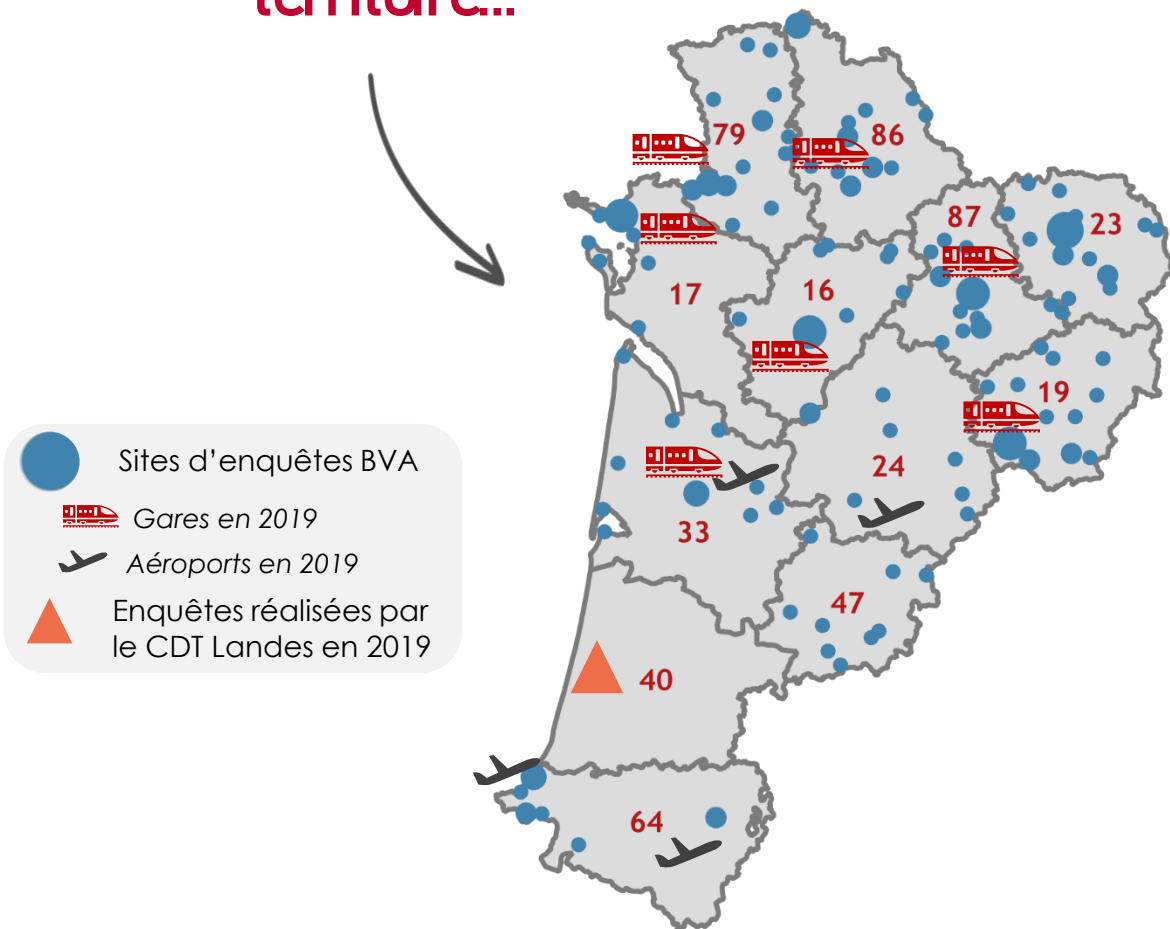 79
86
87
23
17
16
19
24
33
47
40
64
Sites d'enquêtes BVA
Gares en 2019
Aéroports en 2019
Enquêtes réalisées par
le CDT Landes en 2019